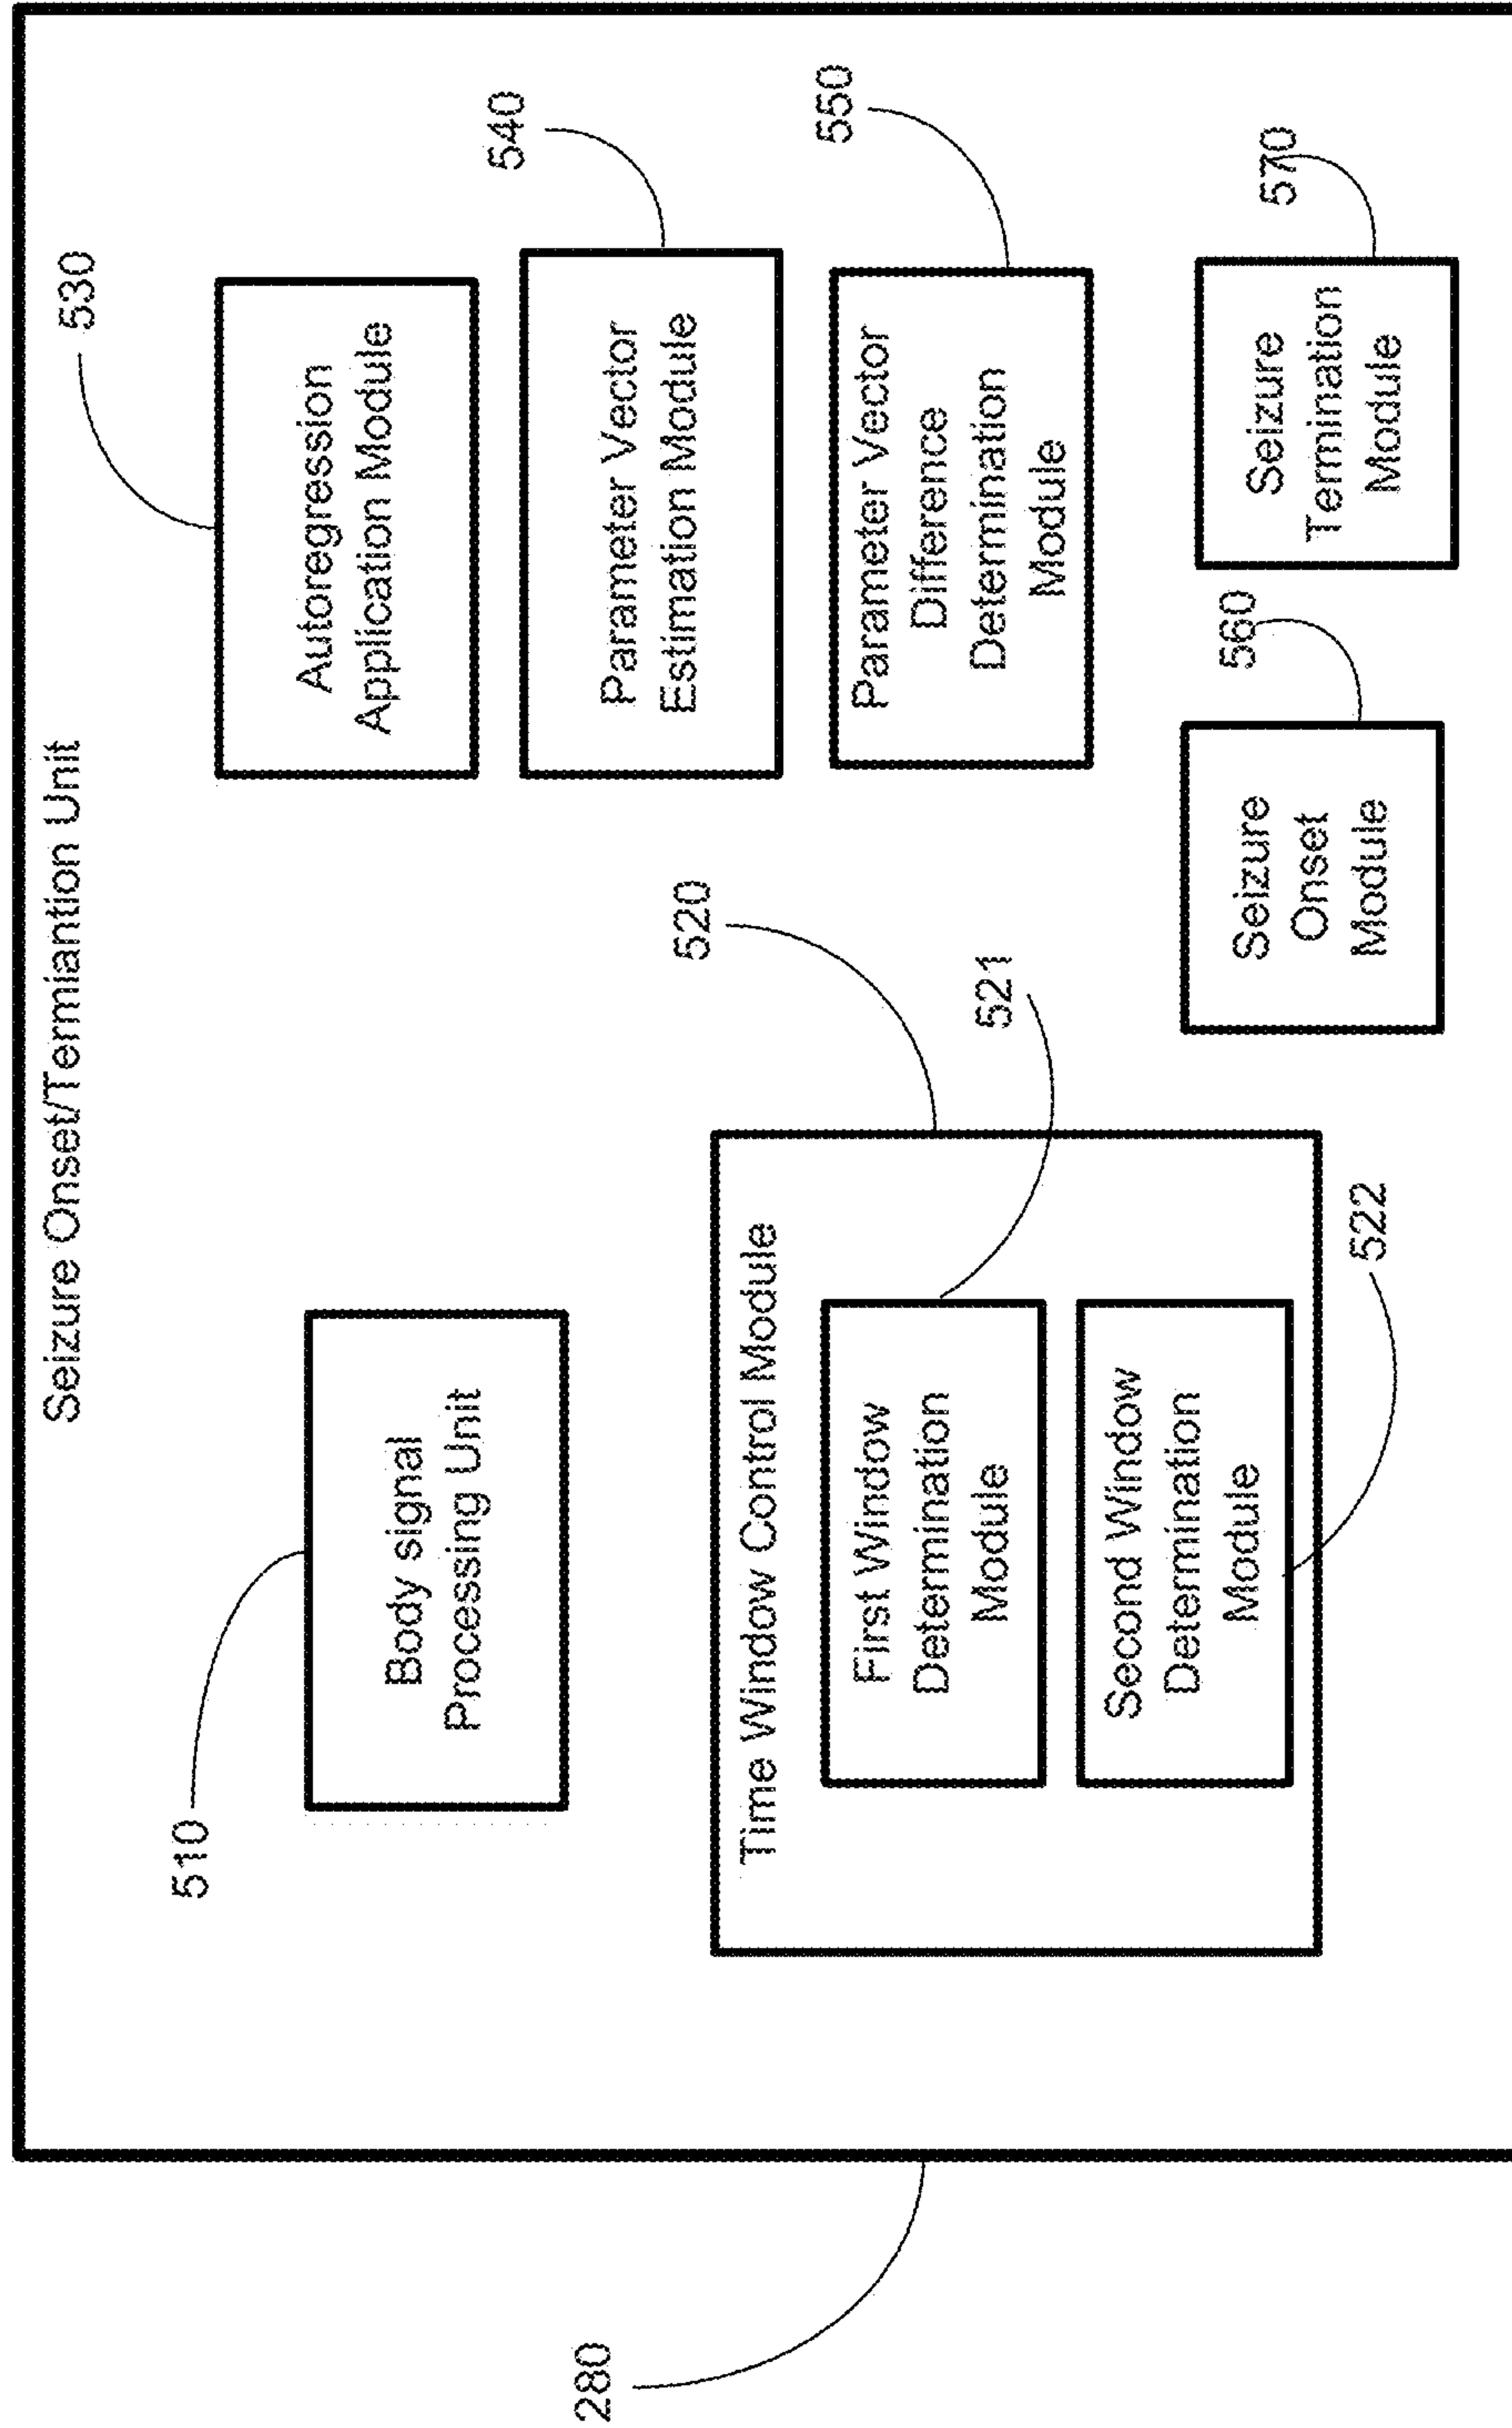 Seizure Onset/Termiantion Unit
510
Body signal
Processing Unit
280
520
Time Window Control Module
521
First Window
Determination
Module
Second Window
Determination
Module
522
530
Autoregression
Application Module
540
Parameter Vector
Estimation Module
550
Parameter Vector
Difference
Determination
Module
560
Seizure
Onset
Module
570
Seizure
Termination
Module